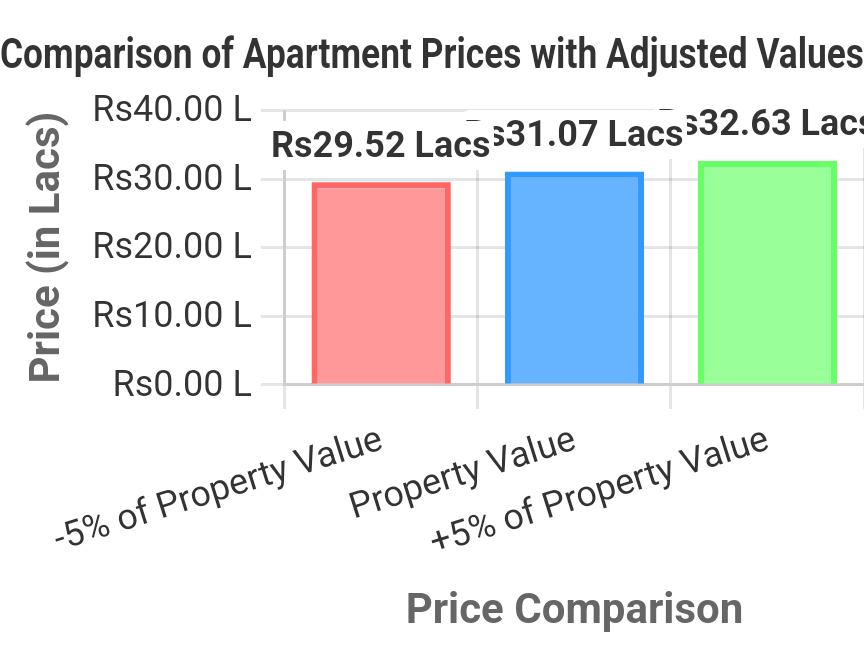 Comparison of Apartment Prices with Adjusted Values
Price (in Lacs)
Rs40.00 L
Rs30.00 L
Rs20.00 L
Rs10.00 L
Rs0.00 L
Rs29.52 Lacs
s31.07 Lacs
s32.63 Lacs
-5% of Property Value
Property Value
+5% of Property Value
Price Comparison